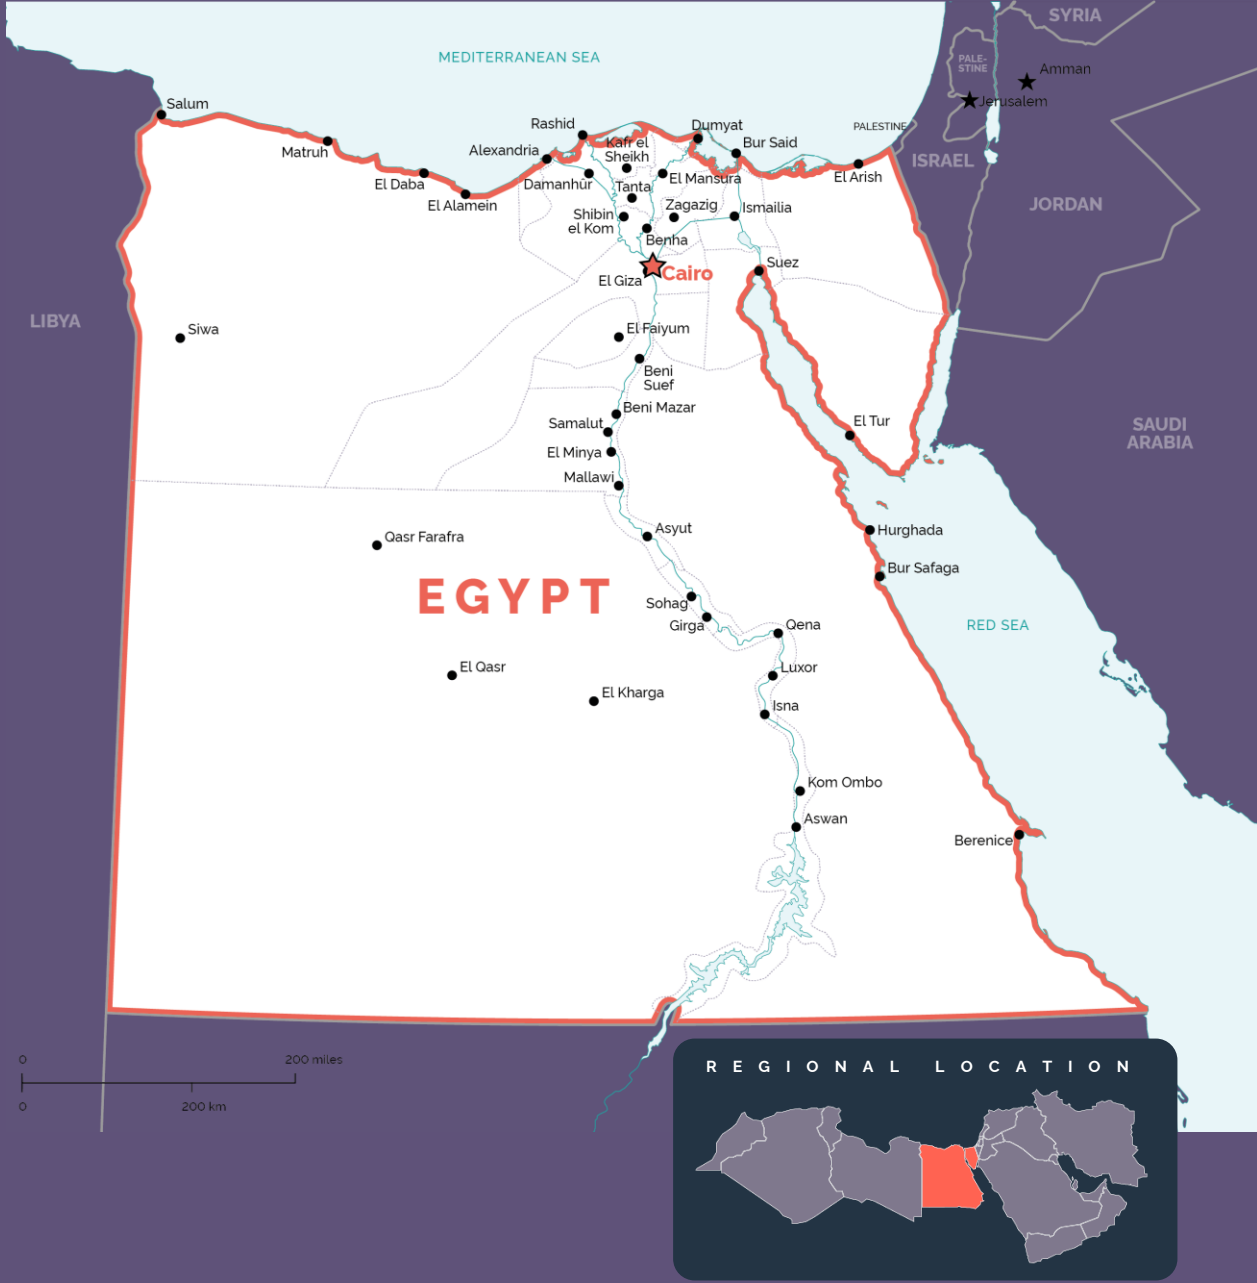 SYRIA
MEDITERRANEAN SEA
PALE-
STINE
Amman
Jerusalem
Salum
Rashid
Dumyat
PALESTINE
Matruh
Alexandria
Kafr el
Sheikh
Bur Said
ISRAEL
El Daba
Damanhûr
El Mansura
El Arish
El Alamein
Tanta
Zagazig
Ismailia
JORDAN
Shibin
el Kom
Benha
Suez
Cairo
El Giza
LIBYA
Siwa
El Faiyum
Beni
Suef
Beni Mazar
Samalut
El Tur
SAUDI
ARABIA
El Minya
Mallawi
Asyut
Hurghada
Qasr Farafra
Bur Safaga
EGYPT
Sohag
Girga
Qena
RED SEA
El Qasr
Luxor
El Kharga
Isna
Kom Ombo
Aswan
Berenice
0
200 miles
0
200 km
REGIONAL LOCATION